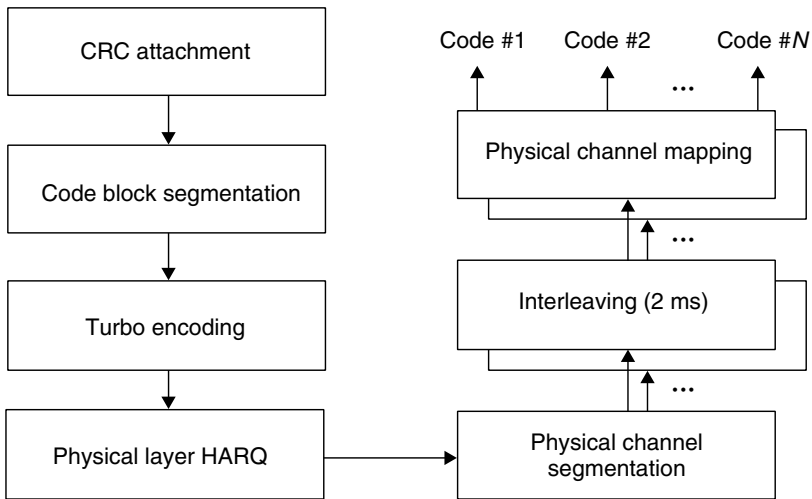 CRC attachment
Code block segmentation
Turbo encoding
Physical layer HARQ
Code #1
Code #2
...
Code #N
Physical channel mapping
...
Interleaving (2 ms)
...
Physical channel
segmentation